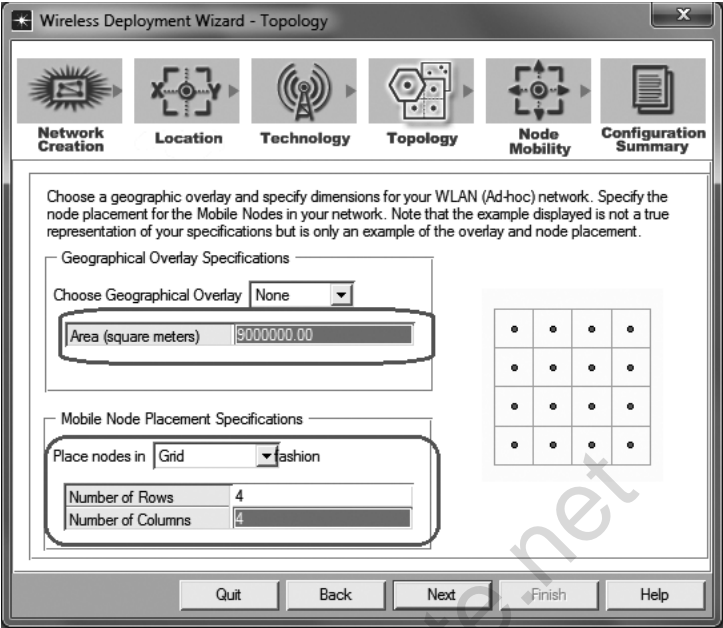 Wireless Deployment Wizard - Topology
X
X Y
Network
Creation
Location
Technology
Topology
Node
Mobility
Configuration
Summary
Choose a geographic overlay and specify dimensions for your WLAN (Ad-hoc) network. Specify the
node placement for the Mobile Nodes in your network. Note that the example displayed is not a true
representation of your specifications but is only an example of the overlay and node placement.
Geographical Overlay Specifications
Choose Geographical Overlay None
Area (square meters) 9000000.00
Mobile Node Placement Specifications
Place nodes in Grid fashion
Number of Rows 4
Number of Columns 4
Quit Back Next Finish Help